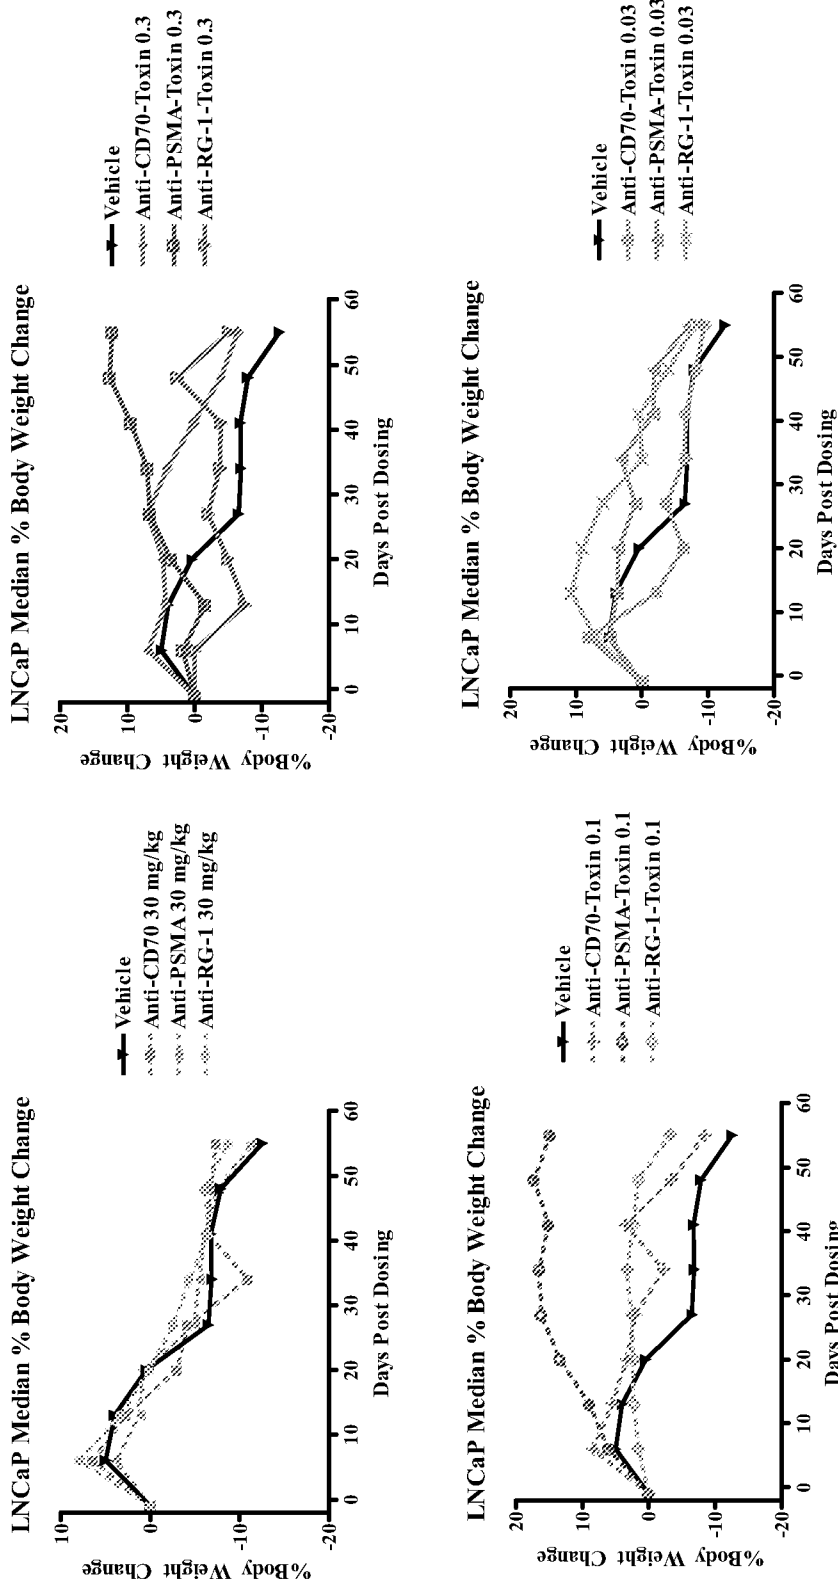 LNCaP Median % Body Weight Change
%Body Weight Change
10
0
-10
-20
0
10
20
30
40
50
60
Days Post Dosing
Vehicle
Anti-CD70 30 mg/kg
Anti-PSMA 30 mg/kg
Anti-RG-1 30 mg/kg
LNCaP Median % Body Weight Change
%Body Weight Change
20
10
0
-10
-20
0
10
20
30
40
50
60
Days Post Dosing
Vehicle
Anti-CD70-Toxin 0.3
Anti-PSMA-Toxin 0.3
Anti-RG-1-Toxin 0.3
LNCaP Median % Body Weight Change
%Body Weight Change
20
10
0
-10
-20
0
10
20
30
40
50
60
Days Post Dosing
Vehicle
Anti-CD70-Toxin 0.1
Anti-PSMA-Toxin 0.1
Anti-RG-1-Toxin 0.1
LNCaP Median % Body Weight Change
%Body Weight Change
20
10
0
-10
-20
0
10
20
30
40
50
60
Days Post Dosing
Vehicle
Anti-CD70-Toxin 0.03
Anti-PSMA-Toxin 0.03
Anti-RG-1-Toxin 0.03